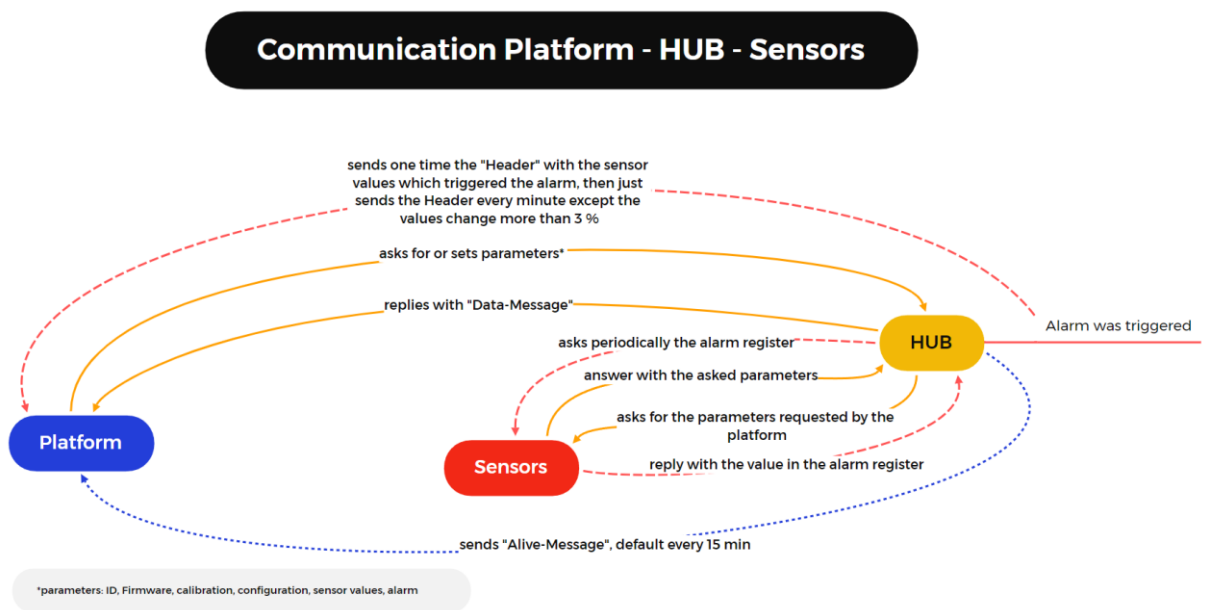 Communication Platform - HUB - Sensors
sends one time the "Header" with the sensor
values which triggered the alarm, then just
sends the Header every minute except the
values change more than 3 %
asks for or sets parameters*
replies with "Data-Message"
Alarm was triggered
HUB
asks periodically the alarm register
answer with the asked parameters
asks for the parameters requested by the
platform
Platform
Sensors
reply with the value in the alarm register
sends "Alive-Message", default every 15 min
*parameters: ID, Firmware, calibration, configuration, sensor values, alarm